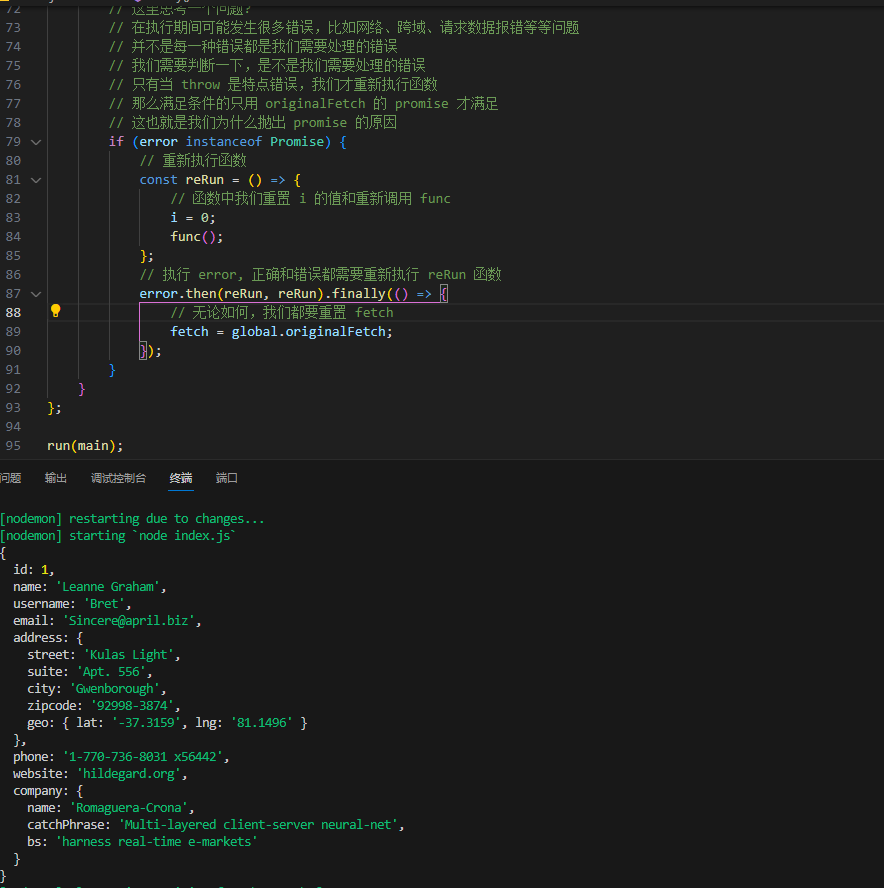 72 // 这里思考一个问题?
73 // 在执行期间可能发生很多错误，比如网络、跨域、请求数据报错等等问题
74 // 并不是每一种错误都是我们需要处理的错误
75 // 我们需要判断一下，是不是我们需要处理的错误
76 // 只有当 throw 是特点错误，我们才重新执行函数
77 // 那么满足条件的只用 originalFetch 的 promise 才满足
78 // 这也就是我们为什么抛出 promise 的原因
79 if (error instanceof Promise) {
80 // 重新执行函数
81 const reRun = () => {
82 // 函数中我们重置 i 的值和重新调用 func
83 i = 0;
84 func();
85 };
86 // 执行 error, 正确和错误都需要重新执行 reRun 函数
87 error.then(reRun, reRun).finally(() => {
88 // 无论如何，我们都要重置 fetch
89 fetch = global.originalFetch;
90 });
91 }
92 }
93 };
94
95 run(main);
问题 输出 调试控制台 终端 端口
[nodemon] restarting due to changes...
[nodemon] starting `node index.js`
{
id: 1,
name: 'Leanne Graham',
username: 'Bret',
email: 'Sincere@april.biz',
address: {
street: 'Kulas Light',
suite: 'Apt. 556',
city: 'Gwenborough',
zipcode: '92998-3874',
geo: { lat: '-37.3159', lng: '81.1496' }
},
phone: '1-770-736-8031 x56442',
website: 'hildegard.org',
company: {
name: 'Romaguera-Crona',
catchPhrase: 'Multi-layered client-server neural-net',
bs: 'harness real-time e-markets'
}
}